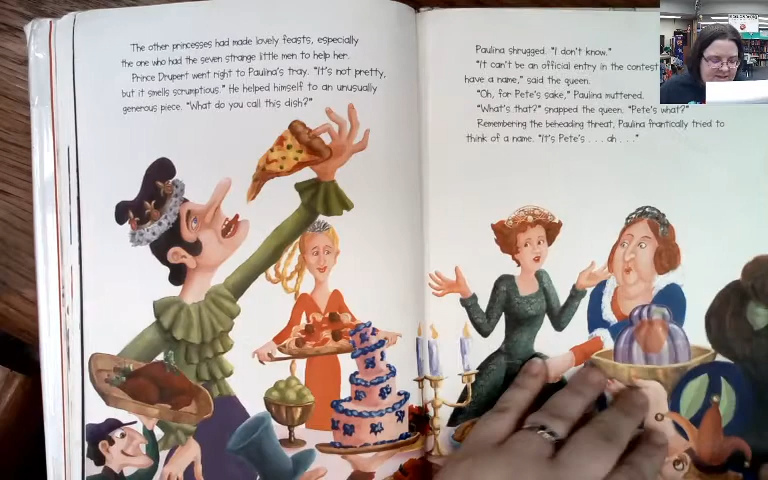 The other princesses had made lovely feasts, especially
the one who had the seven strange little men to help her.
Prince Drupert went right to Paulina's tray. "It's not pretty,
but it smells scrumptious." He helped himself to an unusually
generous piece. "What do you call this dish?"
Paulina shrugged. "I don't know."
"It can't be an official entry in the contest
have a name," said the queen.
"Oh, for Pete's sake," Paulina muttered.
"What's that?" snapped the queen. "Pete's what?"
Remembering the beheading threat, Paulina frantically tried to
think of a name. "It's Pete's . . . ah . . ."